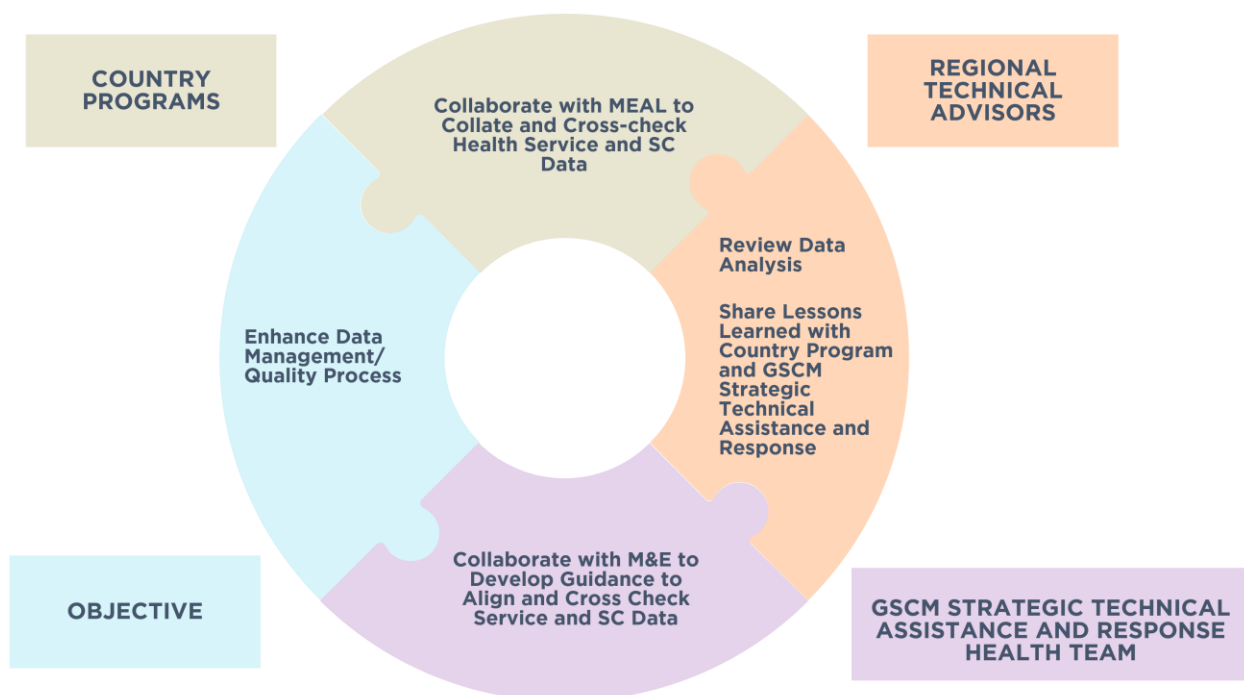 COUNTRY
PROGRAMS
REGIONAL
TECHNICAL
ADVISORS
Collaborate with MEAL to
Collate and Cross-check
Health Service and SC
Data
Review Data
Analysis
Share Lessons
Learned with
Country Program
and GSCM
Strategic
Technical
Assistance and
Response
Enhance Data
Management/
Quality Process
Collaborate with M&E to
Develop Guidance to
Align and Cross Check
Service and SC Data
OBJECTIVE
GSCM STRATEGIC TECHNICAL
ASSISTANCE AND RESPONSE
HEALTH TEAM